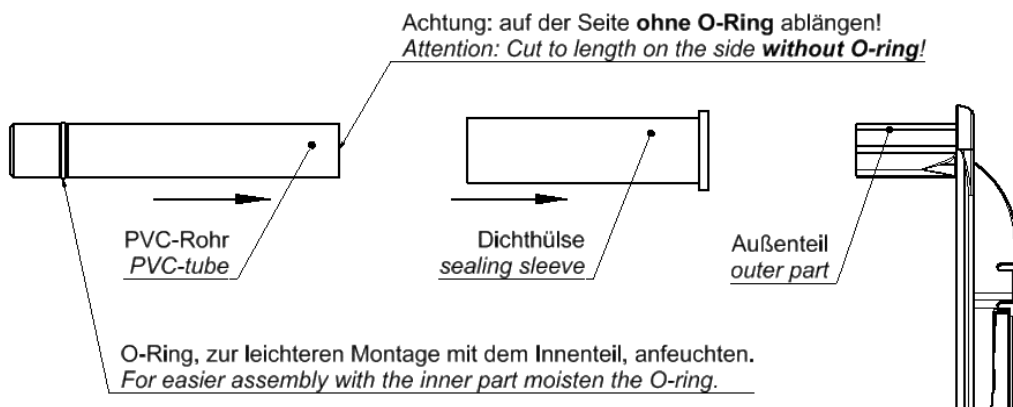 Achtung: auf der Seite ohne O-Ring ablängen!
Attention: Cut to length on the side without O-ring!
PVC-Rohr
PVC-tube
Dichthülse
sealing sleeve
Außenteil
outer part
O-Ring, zur leichteren Montage mit dem Innenteil, anfeuchten.
For easier assembly with the inner part moisten the O-ring.